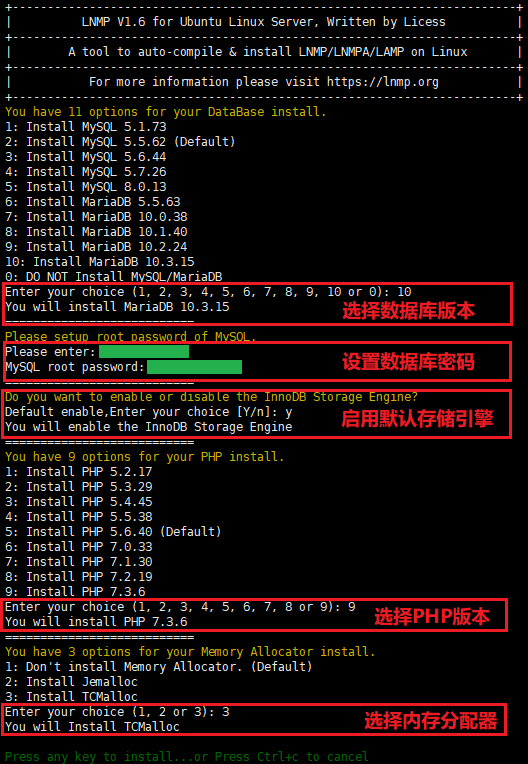 LNMP V1.6 for Ubuntu Linux Server, Written by Licess
A tool to auto-compile & install LNMP/LNMPA/LAMP on Linux
For more information please visit https://lnmp.org
You have 11 options for your DataBase install.
1: Install MySQL 5.1.73
2: Install MySQL 5.5.62 (Default)
3: Install MySQL 5.6.44
4: Install MySQL 5.7.26
5: Install MySQL 8.0.13
6: Install MariaDB 5.5.63
7: Install MariaDB 10.0.38
8: Install MariaDB 10.1.40
9: Install MariaDB 10.2.24
10: Install MariaDB 10.3.15
0: DO NOT Install MySQL/MariaDB
Enter your choice (1, 2, 3, 4, 5, 6, 7, 8, 9, 10 or 0): 10
You will install MariaDB 10.3.15
选择数据库版本
===========================
Please setup root password of MySQL.
Please enter:
设置数据库密码
MySQL root password:
===========================
Do you want to enable or disable the InnoDB Storage Engine?
Default enable,Enter your choice [Y/n]: y
启用默认存储引擎
You will enable the InnoDB Storage Engine
===========================
You have 9 options for your PHP install.
1: Install PHP 5.2.17
2: Install PHP 5.3.29
3: Install PHP 5.4.45
4: Install PHP 5.5.38
5: Install PHP 5.6.40 (Default)
6: Install PHP 7.0.33
7: Install PHP 7.1.30
8: Install PHP 7.2.19
9: Install PHP 7.3.6
Enter your choice (1, 2, 3, 4, 5, 6, 7, 8 or 9): 9
选择PHP版本
You will install PHP 7.3.6
===========================
You have 3 options for your Memory Allocator install.
1: Don't install Memory Allocator. (Default)
2: Install Jemalloc
3: Install TCMalloc
Enter your choice (1, 2 or 3): 3
选择内存分配器
You will Install TCMalloc
Press any key to install...or Press Ctrl+c to cancel